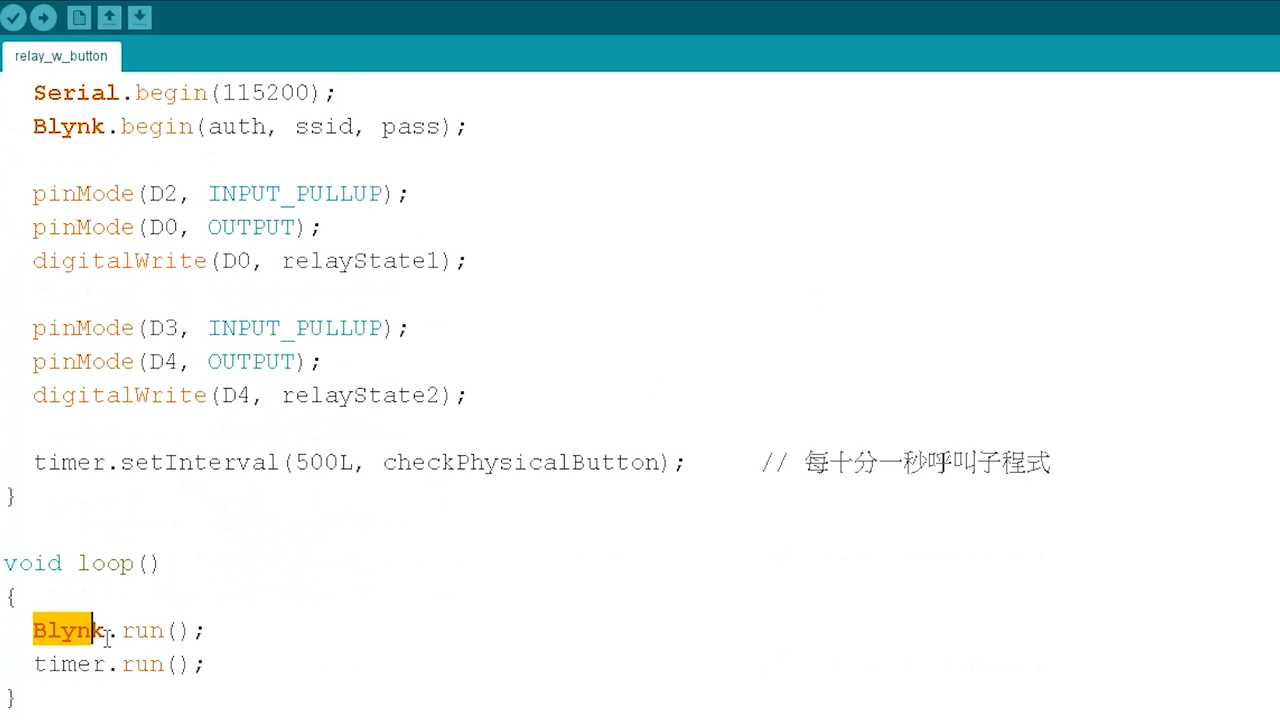 relay_w_button
Serial.begin(115200);
Blynk.begin(auth, ssid, pass);
pinMode(D2, INPUT_PULLUP);
pinMode(D0, OUTPUT);
digitalWrite(D0, relayState1);
pinMode(D3, INPUT_PULLUP);
pinMode(D4, OUTPUT);
digitalWrite(D4, relayState2);
timer.setInterval(500L, checkPhysicalButton); // 每十分一秒呼叫子程式
}
void loop()
{
Blynk.run();
timer.run();
}